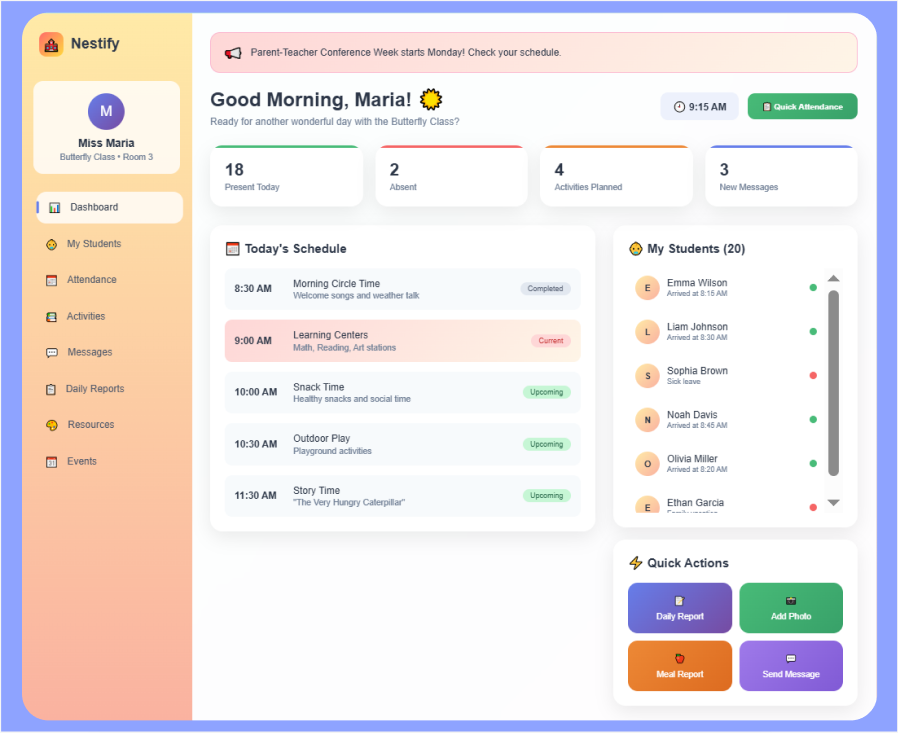 Nestify
M
Miss Maria
Butterfly Class • Room 3
Dashboard
My Students
Attendance
Activities
Messages
Daily Reports
Resources
Events
Parent-Teacher Conference Week starts Monday! Check your schedule.
Good Morning, Maria!
Ready for another wonderful day with the Butterfly Class?
9:15 AM
Quick Attendance
18
Present Today
2
Absent
4
Activities Planned
3
New Messages
Today's Schedule
8:30 AM
Morning Circle Time
Welcome songs and weather talk
Completed
9:00 AM
Learning Centers
Math, Reading, Art stations
Current
10:00 AM
Snack Time
Healthy snacks and social time
Upcoming
10:30 AM
Outdoor Play
Playground activities
Upcoming
11:30 AM
Story Time
"The Very Hungry Caterpillar"
Upcoming
My Students (20)
E
Emma Wilson
Arrived at 8:15 AM
L
Liam Johnson
Arrived at 8:30 AM
S
Sophia Brown
Sick leave
N
Noah Davis
Arrived at 8:45 AM
O
Olivia Miller
Arrived at 8:20 AM
E
Ethan Garcia
Quick Actions
Daily Report
Add Photo
Meal Report
Send Message